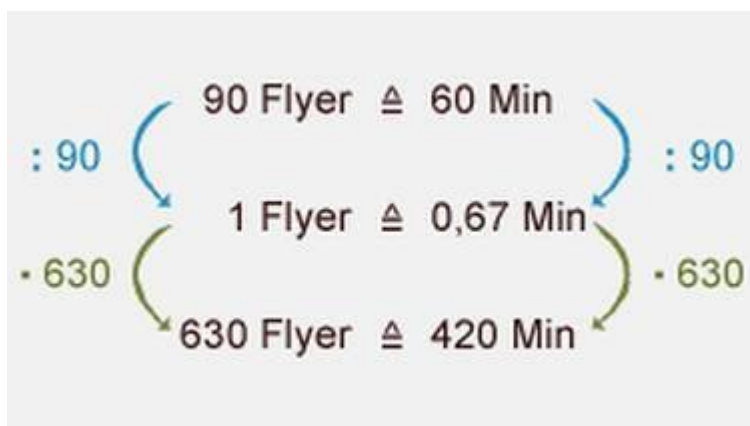 90 Flyer ≙ 60 Min
: 90 : 90
1 Flyer ≙ 0,67 Min
· 630 · 630
630 Flyer ≙ 420 Min